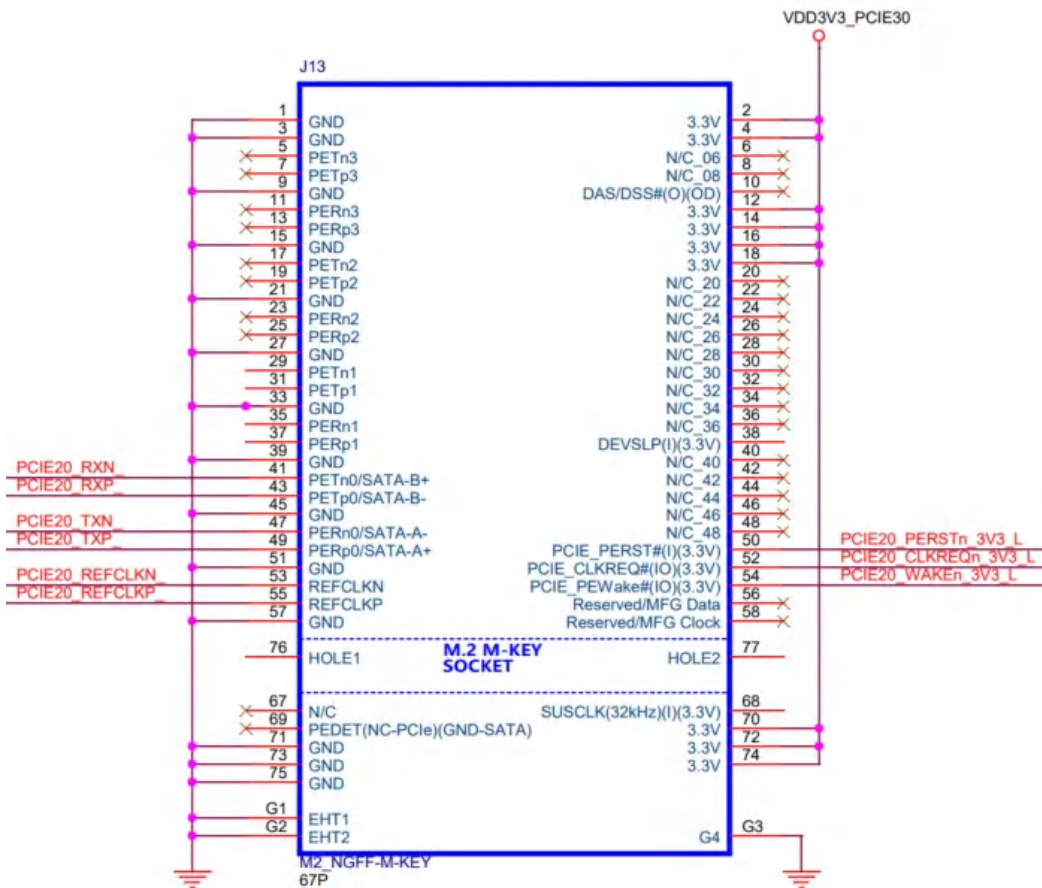 VDD3V3_PCIE30
J13
1 GND 3.3V 2
3 GND 3.3V 4
5 PETn3 N/C_06 6
7 PETp3 N/C_08 8
9 GND DAS/DSS#(O)(OD) 10
11 PERn3 3.3V 12
13 PERp3 3.3V 14
15 GND 3.3V 16
17 PETn2 3.3V 18
19 PETp2 N/C_20 20
21 GND N/C_22 22
23 PERn2 N/C_24 24
25 PERp2 N/C_26 26
27 GND N/C_28 28
29 PETn1 N/C_30 30
31 PETp1 N/C_32 32
33 GND N/C_34 34
35 PERn1 N/C_36 36
37 PERp1 DEVSLP(I)(3.3V) 38
39 GND N/C_40 40
PCIE20_RXN_ 41 PETn0/SATA-B+ N/C_42 42
PCIE20_RXP_ 43 PETp0/SATA-B- N/C_44 44
45 GND N/C_46 46
PCIE20_TXN_ 47 PERn0/SATA-A- N/C_48 48
PCIE20_TXP_ 49 PERp0/SATA-A+ PCIE_PERST#(I)(3.3V) 50 PCIE20_PERSTn_3V3_L
51 GND PCIE_CLKREQ#(IO)(3.3V) 52 PCIE20_CLKREQn_3V3_L
PCIE20_REFCLKN_ 53 REFCLKN PCIE_PEWake#(IO)(3.3V) 54 PCIE20_WAKEn_3V3_L
PCIE20_REFCLKP_ 55 REFCLKP Reserved/MFG Data 56
57 GND Reserved/MFG Clock 58
76 HOLE1 M.2 M-KEY HOLE2 77
SOCKET
67 N/C SUSCLK(32kHz)(I)(3.3V) 68
69 PEDET(NC-PCIe)(GND-SATA) 3.3V 70
71 GND 3.3V 72
73 GND 3.3V 74
75 GND
G1 EHT1
G2 EHT2 G4 G3
M2_NGFF-M-KEY
67P